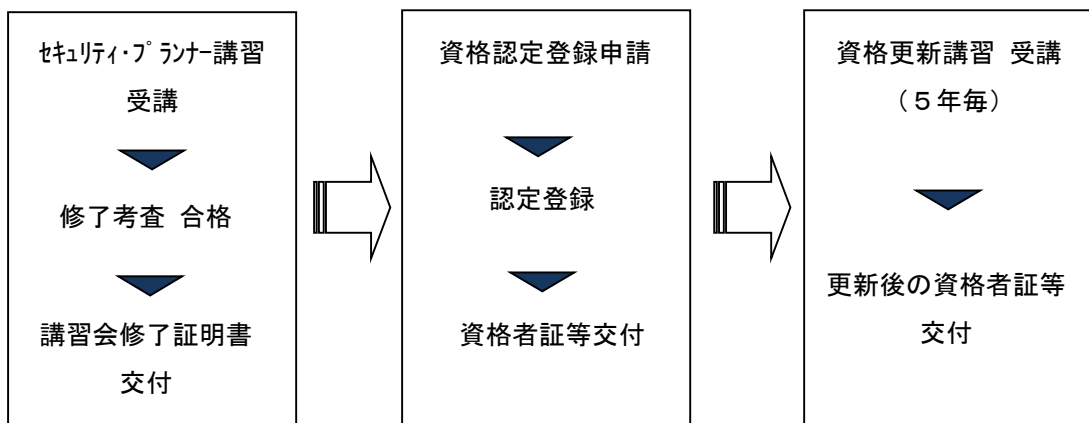 セキュリティ・プランナー講習
受講
修了考査 合格
講習会修了証明書
交付
資格認定登録申請
認定登録
資格者証等交付
資格更新講習 受講
（５年毎）
更新後の資格者証等
交付